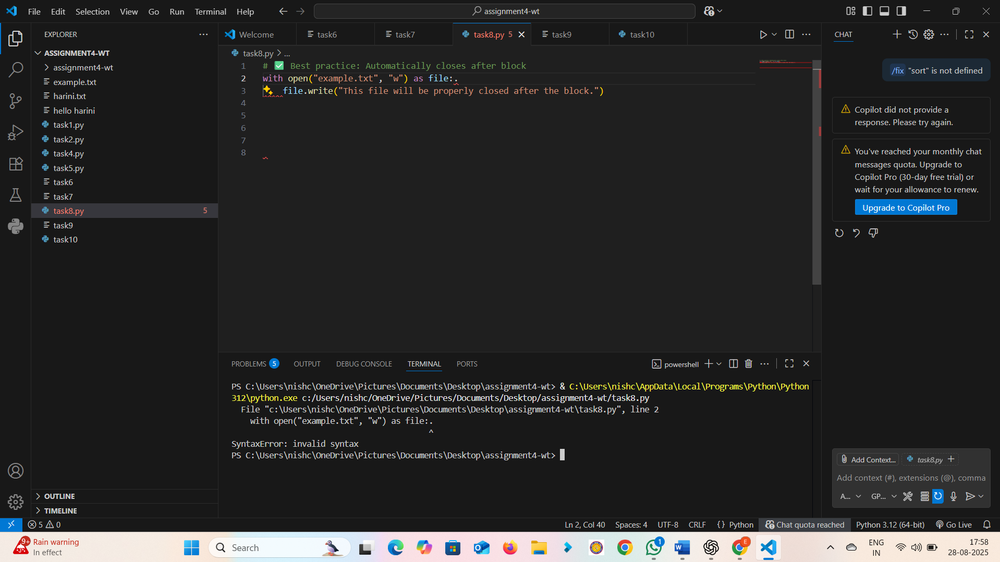 File Edit Selection View Go Run Terminal Help
assignment4-wt
EXPLORER
ASSIGNMENT4-WT
assignment4-wt
example.txt
harini.txt
hello harini
task1.py
task2.py
task4.py
task5.py
task6
task7
task8.py 5
task9
task10
OUTLINE
TIMELINE
Welcome task6 task7 task8.py 5 task9 task10
task8.py > ...
1 # ✅ Best practice: Automatically closes after block
2 with open("example.txt", "w") as file:.
3 file.write("This file will be properly closed after the block.")
4
5
6
7
8
PROBLEMS 5 OUTPUT DEBUG CONSOLE TERMINAL PORTS
powershell
PS C:\Users\nishc\OneDrive\Pictures\Documents\Desktop\assignment4-wt> & C:\Users\nishc\AppData\Local\Programs\Python\Python
312\python.exe c:/Users/nishc/OneDrive/Pictures/Documents/Desktop/assignment4-wt/task8.py
File "c:\Users\nishc\OneDrive\Pictures\Documents\Desktop\assignment4-wt\task8.py", line 2
with open("example.txt", "w") as file:.
^
SyntaxError: invalid syntax
PS C:\Users\nishc\OneDrive\Pictures\Documents\Desktop\assignment4-wt>
CHAT
/fix "sort" is not defined
Copilot did not provide a
response. Please try again.
You've reached your monthly chat
messages quota. Upgrade to
Copilot Pro (30-day free trial) or
wait for your allowance to renew.
Upgrade to Copilot Pro
Add Context... task8.py
Add context (#), extensions (@), comma
A... GP...
5 0
Ln 2, Col 40 Spaces: 4 UTF-8 CRLF {} Python Chat quota reached Python 3.12 (64-bit) Go Live
9+
Rain warning
In effect
Search
1
E
ENG
IN
17:58
28-08-2025